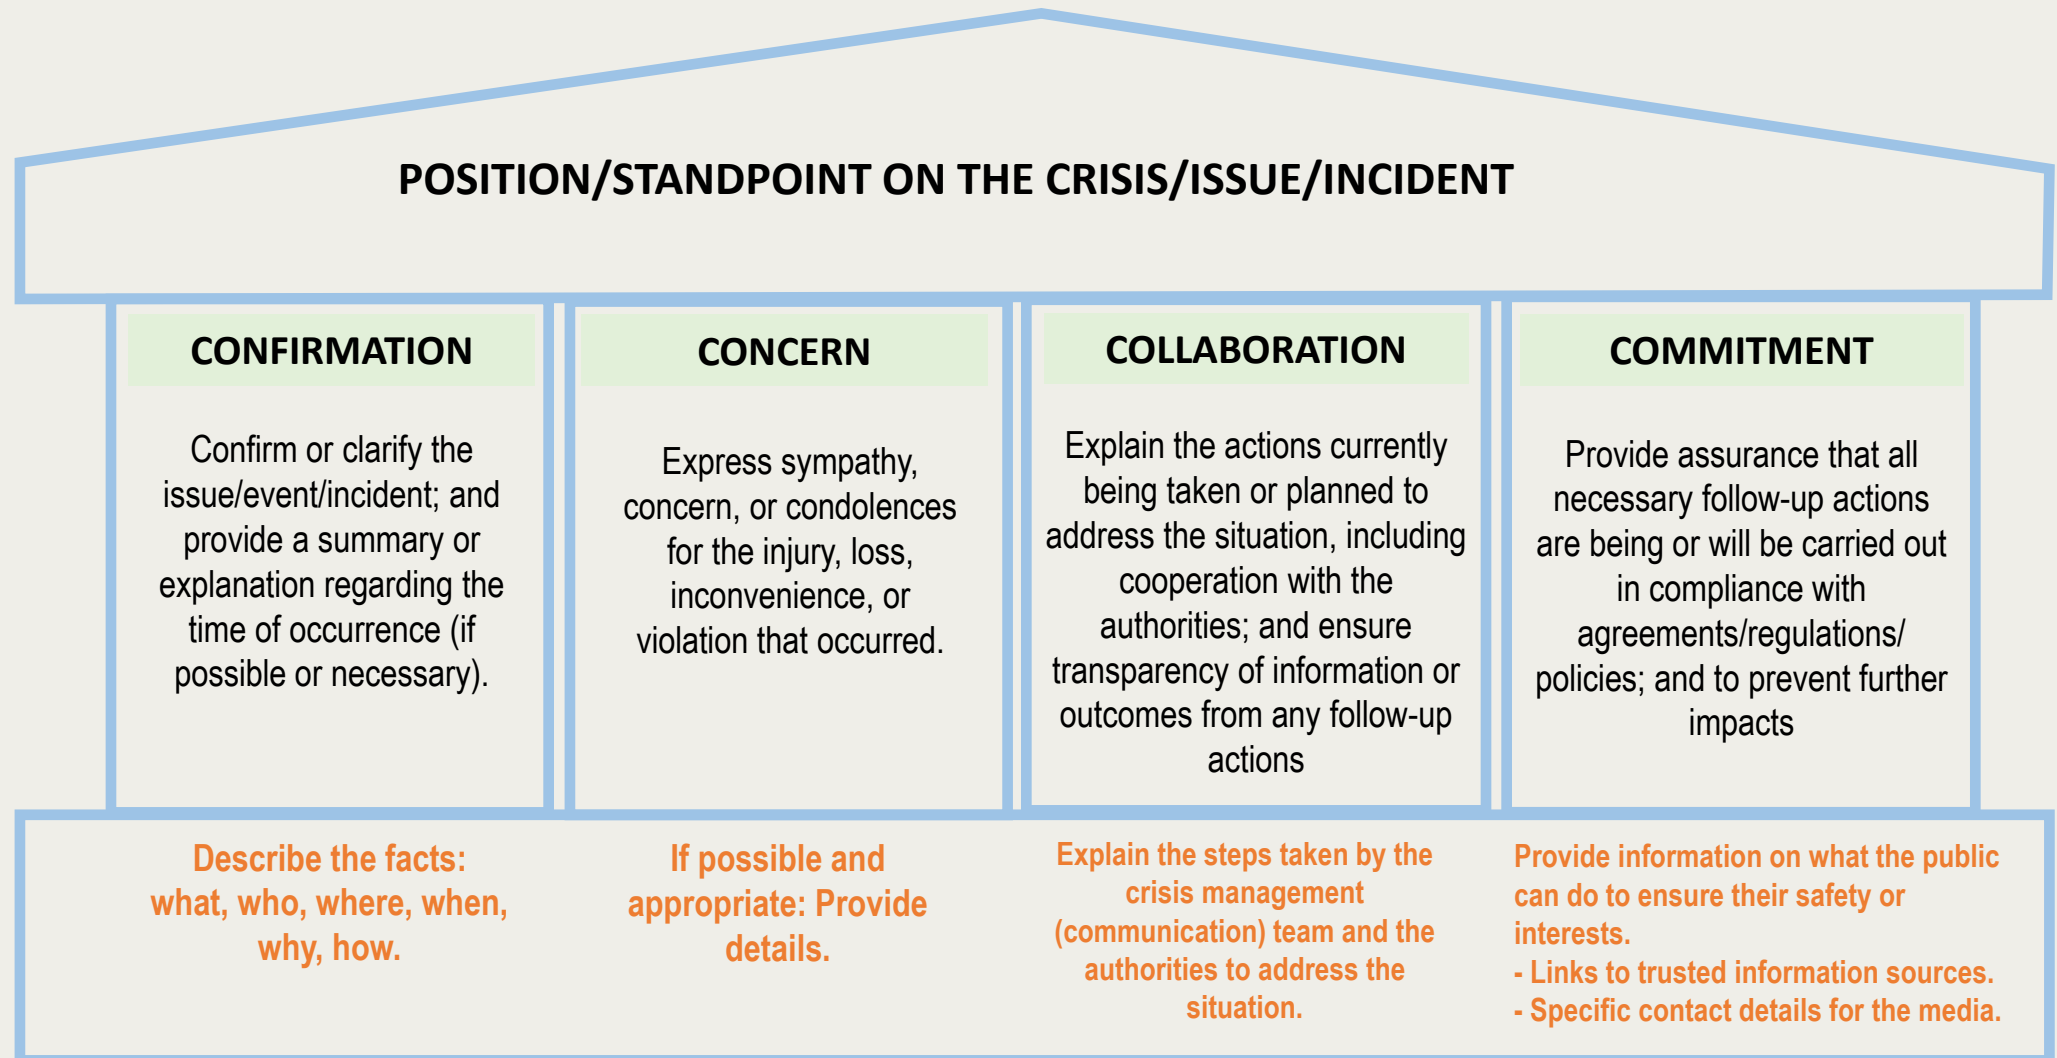 POSITION/STANDPOINT ON THE CRISIS/ISSUE/INCIDENT
CONFIRMATION
Confirm or clarify the
issue/event/incident; and
provide a summary or
explanation regarding the
time of occurrence (if
possible or necessary).
Describe the facts:
what, who, where, when,
why, how.
CONCERN
Express sympathy,
concern, or condolences
for the injury, loss,
inconvenience, or
violation that occurred.
If possible and
appropriate: Provide
details.
COLLABORATION
Explain the actions currently
being taken or planned to
address the situation, including
cooperation with the
authorities; and ensure
transparency of information or
outcomes from any follow-up
actions
Explain the steps taken by the
crisis management
(communication) team and the
authorities to address the
situation.
COMMITMENT
Provide assurance that all
necessary follow-up actions
are being or will be carried out
in compliance with
agreements/regulations/
policies; and to prevent further
impacts
Provide information on what the public
can do to ensure their safety or
interests.
- Links to trusted information sources.
- Specific contact details for the media.